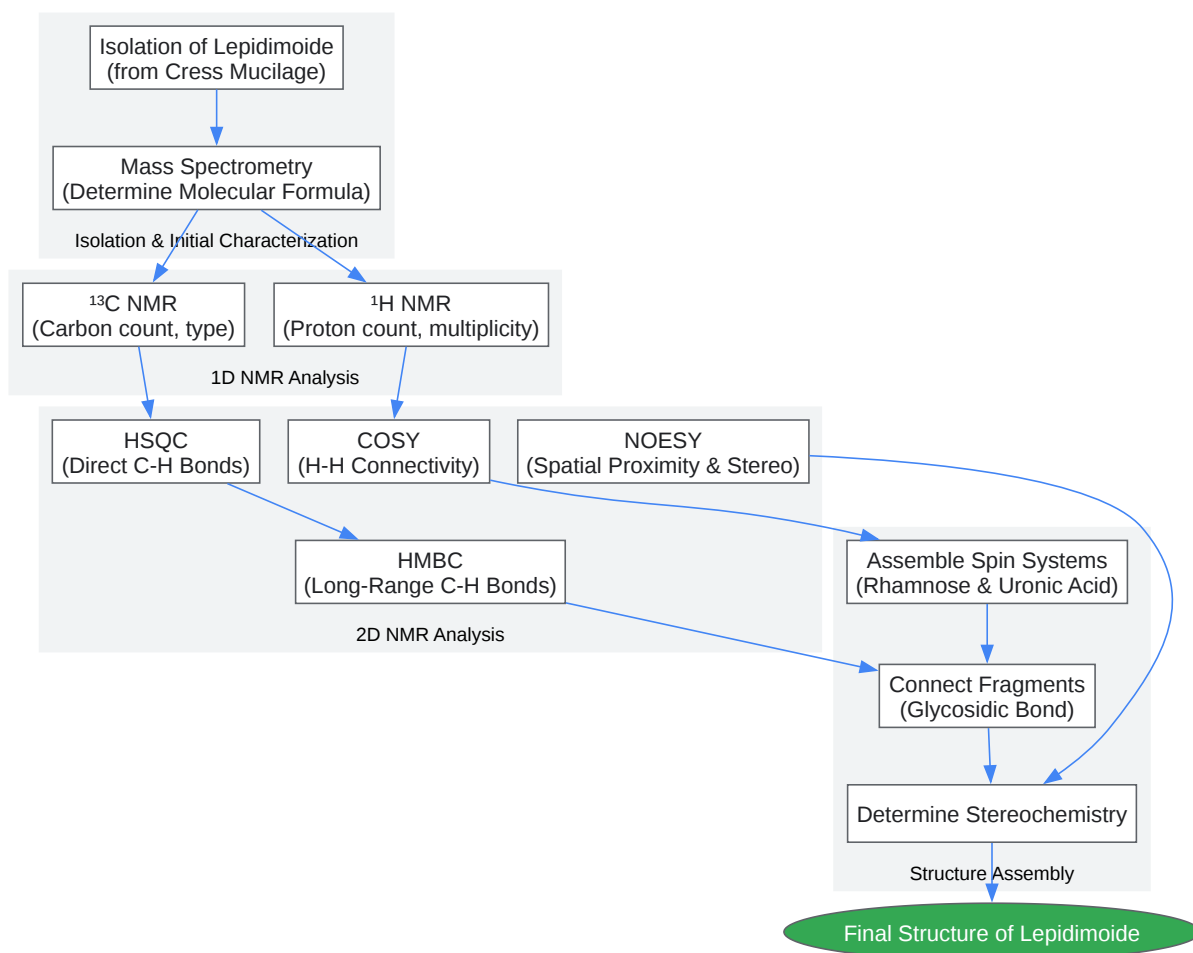 Isolation of Lepidimoide
(from Cress Mucilage)
Mass Spectrometry
(Determine Molecular Formula)
Isolation & Initial Characterization
¹³C NMR
(Carbon count, type)
¹H NMR
(Proton count, multiplicity)
1D NMR Analysis
HSQC
(Direct C-H Bonds)
COSY
(H-H Connectivity)
NOESY
(Spatial Proximity & Stereo)
HMBC
(Long-Range C-H Bonds)
2D NMR Analysis
Assemble Spin Systems
(Rhamnose & Uronic Acid)
Connect Fragments
(Glycosidic Bond)
Determine Stereochemistry
Structure Assembly
Final Structure of Lepidimoide